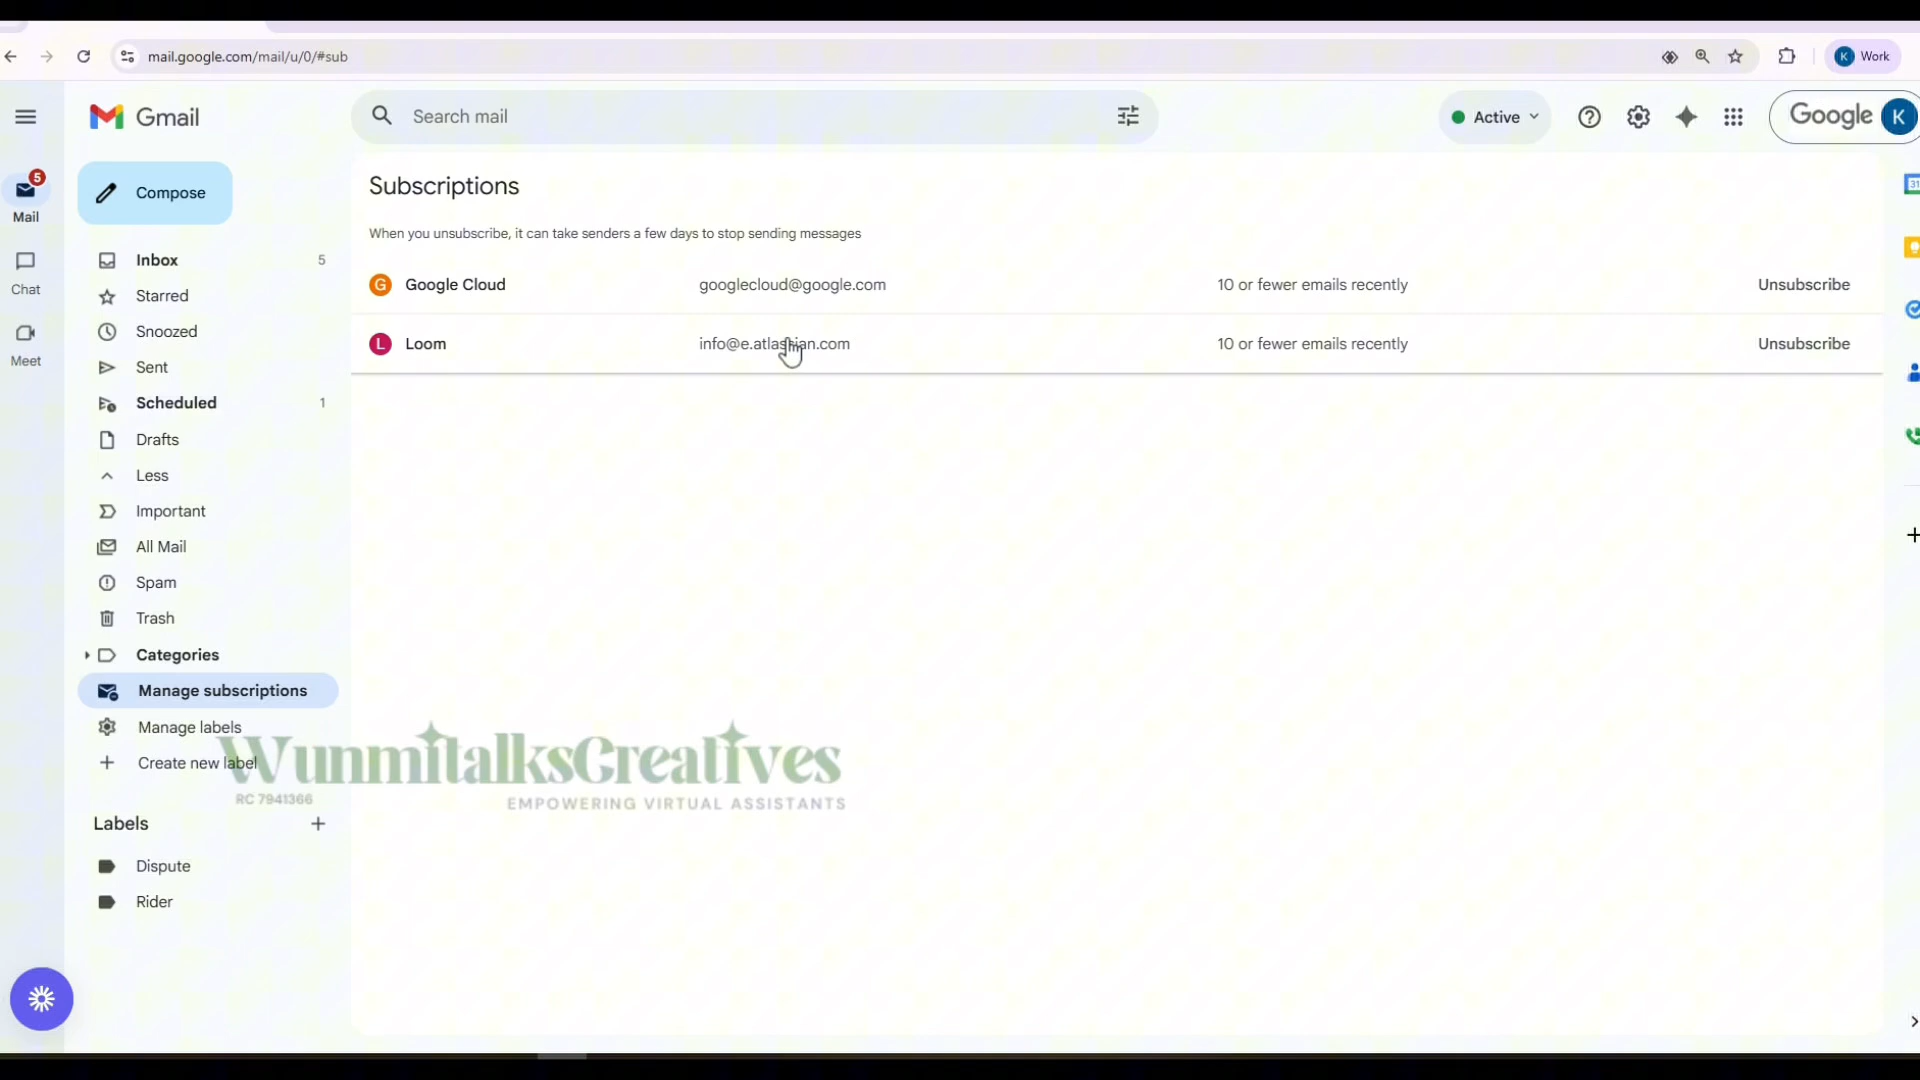 mail.google.com/mail/u/0/#sub
K Work
Gmail
Search mail
Active
Google K
5
Mail
Chat
Meet
Compose
Inbox 5
Starred
Snoozed
Sent
Scheduled 1
Drafts
Less
Important
All Mail
Spam
Trash
Categories
Manage subscriptions
Manage labels
Create new label
Labels
Dispute
Rider
Subscriptions
When you unsubscribe, it can take senders a few days to stop sending messages
G Google Cloud googlecloud@google.com 10 or fewer emails recently Unsubscribe
L Loom info@e.atlassian.com 10 or fewer emails recently Unsubscribe
WunmitalksCreatives
RC 7941366
EMPOWERING VIRTUAL ASSISTANTS
31